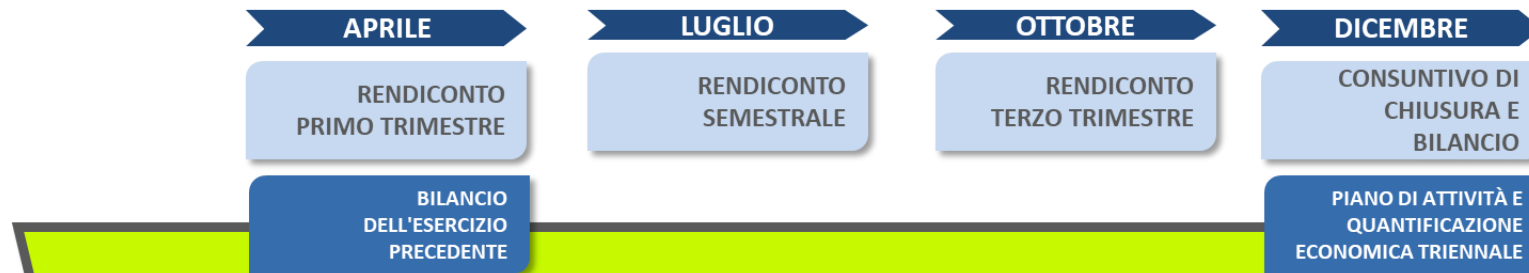 APRILE
RENDICONTO
PRIMO TRIMESTRE
BILANCIO
DELL'ESERCIZIO
PRECEDENTE
LUGLIO
RENDICONTO
SEMESTRALE
OTTOBRE
RENDICONTO
TERZO TRIMESTRE
DICEMBRE
CONSUNTIVO DI
CHIUSURA E
BILANCIO
PIANO DI ATTIVITÀ E
QUANTIFICAZIONE
ECONOMICA TRIENNALE